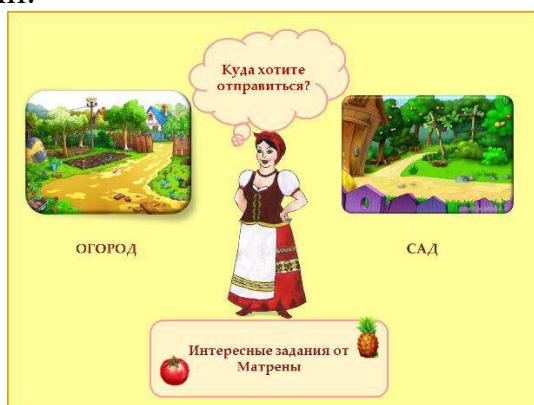 Куда хотите
отправиться?
ОГОРОД
САД
Интересные задания от
Матрены